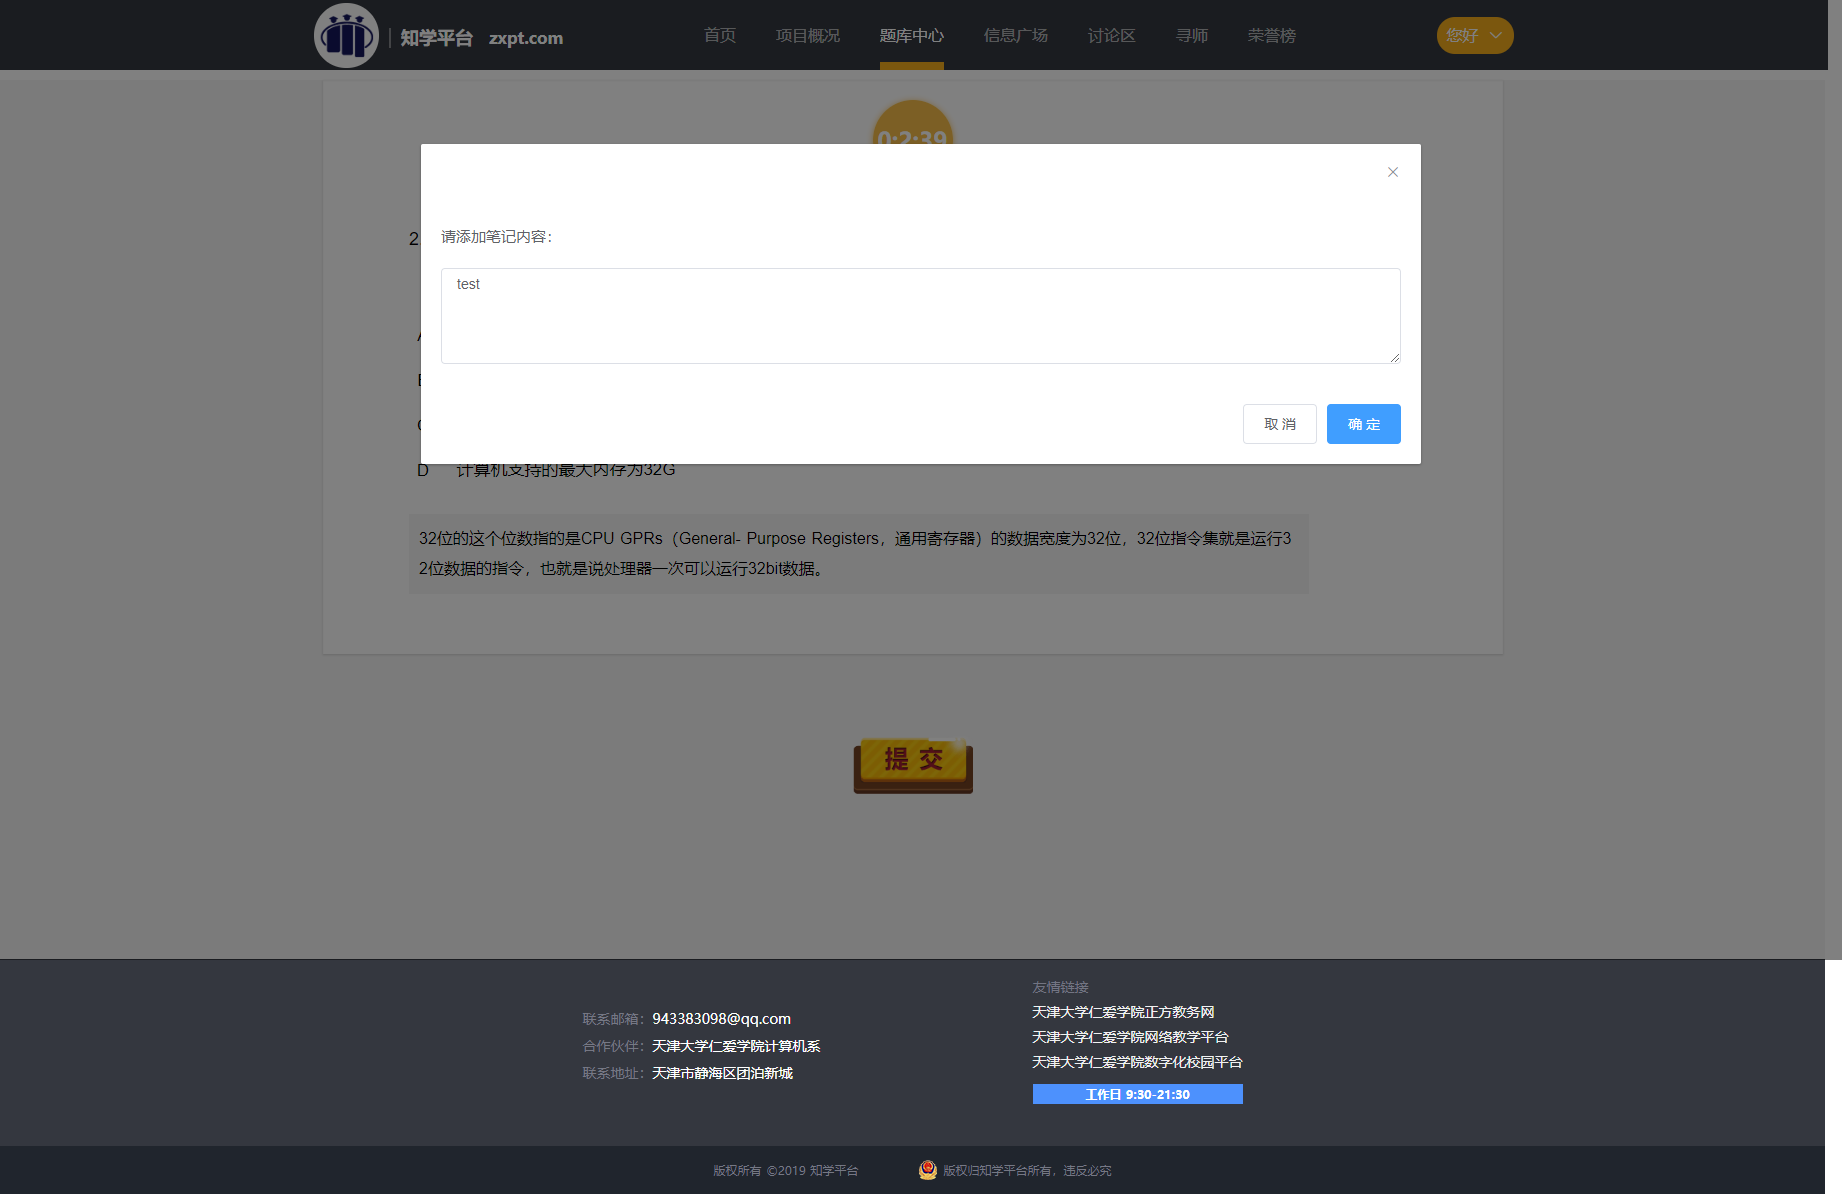 知学平台 zxpt.com
首页 项目概况 题库中心 信息广场 讨论区 寻师 荣誉榜 您好
0:2:39
2
请添加笔记内容：
test
取 消 确 定
D 计算机支持的最大内存为32G
32位的这个位数指的是CPU GPRs（General- Purpose Registers，通用寄存器）的数据宽度为32位，32位指令集就是运行3
2位数据的指令，也就是说处理器一次可以运行32bit数据。
提 交
联系邮箱：943383098@qq.com
合作伙伴：天津大学仁爱学院计算机系
联系地址：天津市静海区团泊新城
友情链接
天津大学仁爱学院正方教务网
天津大学仁爱学院网络教学平台
天津大学仁爱学院数字化校园平台
工作日 9:30-21:30
版权所有 ©2019 知学平台 版权归知学平台所有，违反必究